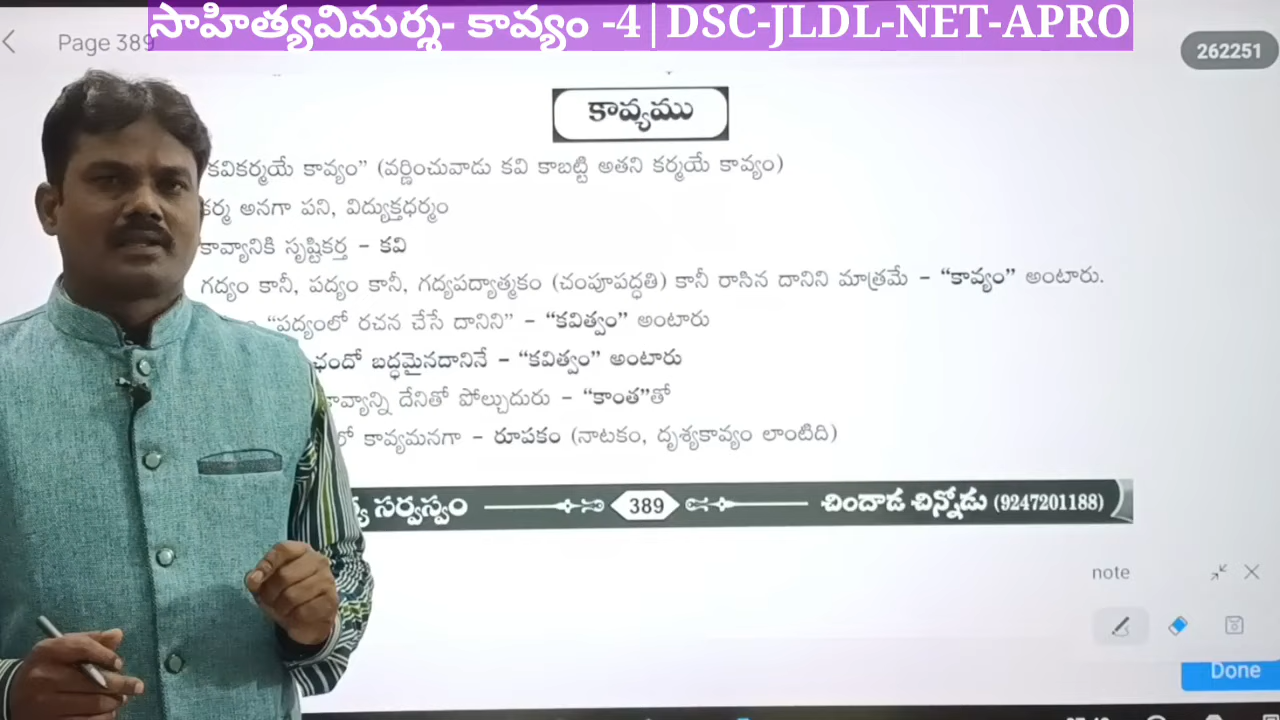 సాహిత్యవిమర్శ- కావ్యం -4|DSC-JLDL-NET-APRO
Page 389
262251
కావ్యము
"కవికర్మయే కావ్యం" (వర్ణించువాడు కవి కాబట్టి అతని కర్మయే కావ్యం)
కర్మ అనగా పని, విద్యుక్తధర్మం
కావ్యానికి సృష్టికర్త - కవి
గద్యం కానీ, పద్యం కానీ, గద్యపద్యాత్మకం (చంపూపద్ధతి) కానీ రాసిన దానిని మాత్రమే - "కావ్యం" అంటారు.
"పద్యంలో రచన చేసే దానిని" - "కవిత్వం" అంటారు
ఛందో బద్ధమైనదానినే - "కవిత్వం" అంటారు
కావ్యాన్ని దేనితో పోల్చుదురు - "కాంత"తో
లో కావ్యమనగా - రూపకం (నాటకం, దృశ్యకావ్యం లాంటిది)
సర్వస్వం 389 చిందాడ చిన్నోడు (9247201188)
note
Done